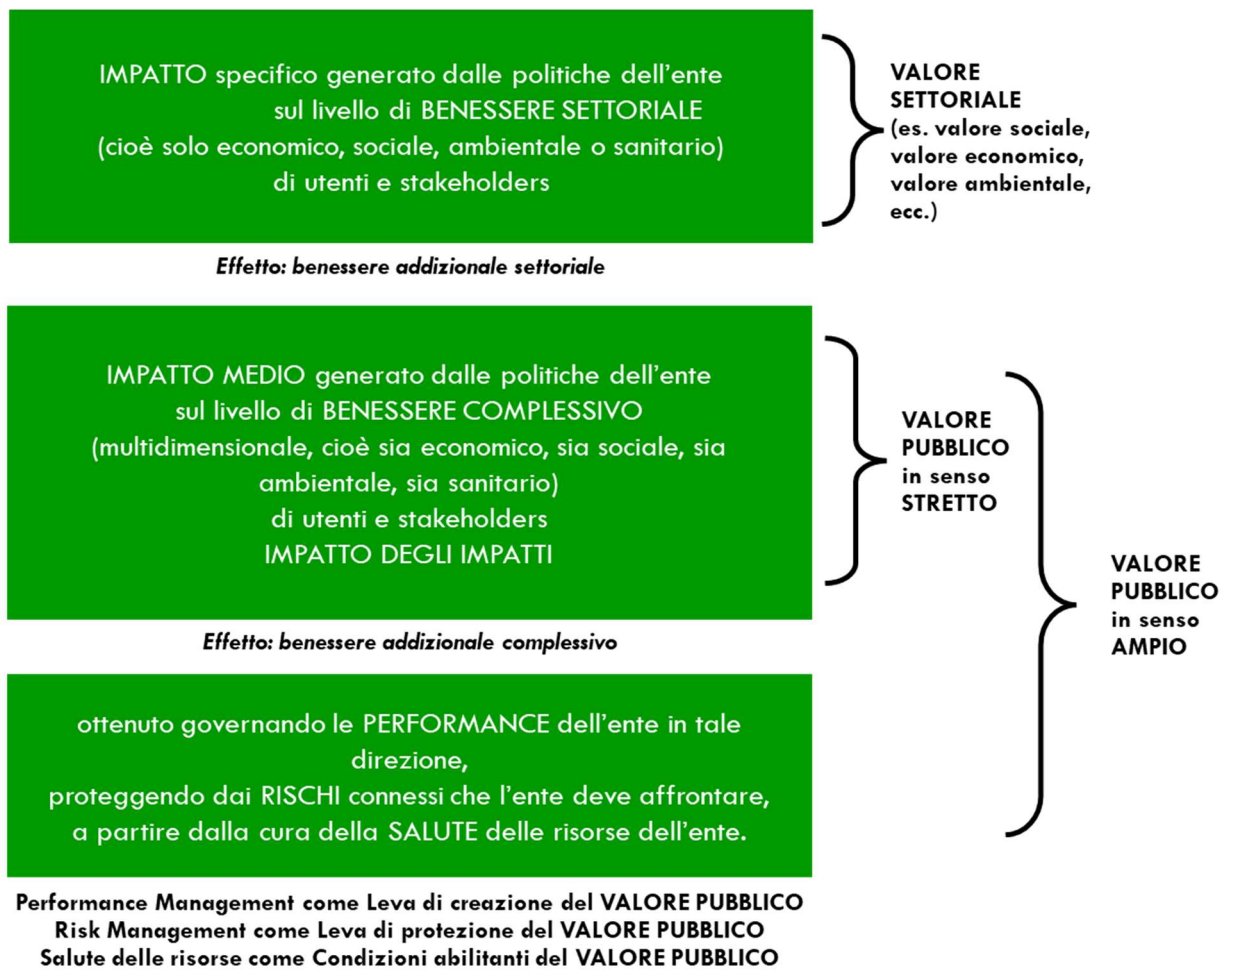 IMPATTO specifico generato dalle politiche dell'ente
sul livello di BENESSERE SETTORIALE
(cioè solo economico, sociale, ambientale o sanitario)
di utenti e stakeholders
VALORE
SETTORIALE
(es. valore sociale,
valore economico,
valore ambientale,
ecc.)
Effetto: benessere addizionale settoriale
IMPATTO MEDIO generato dalle politiche dell'ente
sul livello di BENESSERE COMPLESSIVO
(multidimensionale, cioè sia economico, sia sociale, sia
ambientale, sia sanitario)
di utenti e stakeholders
IMPATTO DEGLI IMPATTI
VALORE
PUBBLICO
in senso
STRETTO
VALORE
PUBBLICO
in senso
AMPIO
Effetto: benessere addizionale complessivo
ottenuto governando le PERFORMANCE dell'ente in tale
direzione,
proteggendo dai RISCHI connessi che l'ente deve affrontare,
a partire dalla cura della SALUTE delle risorse dell'ente.
Performance Management come Leva di creazione del VALORE PUBBLICO
Risk Management come Leva di protezione del VALORE PUBBLICO
Salute delle risorse come Condizioni abilitanti del VALORE PUBBLICO